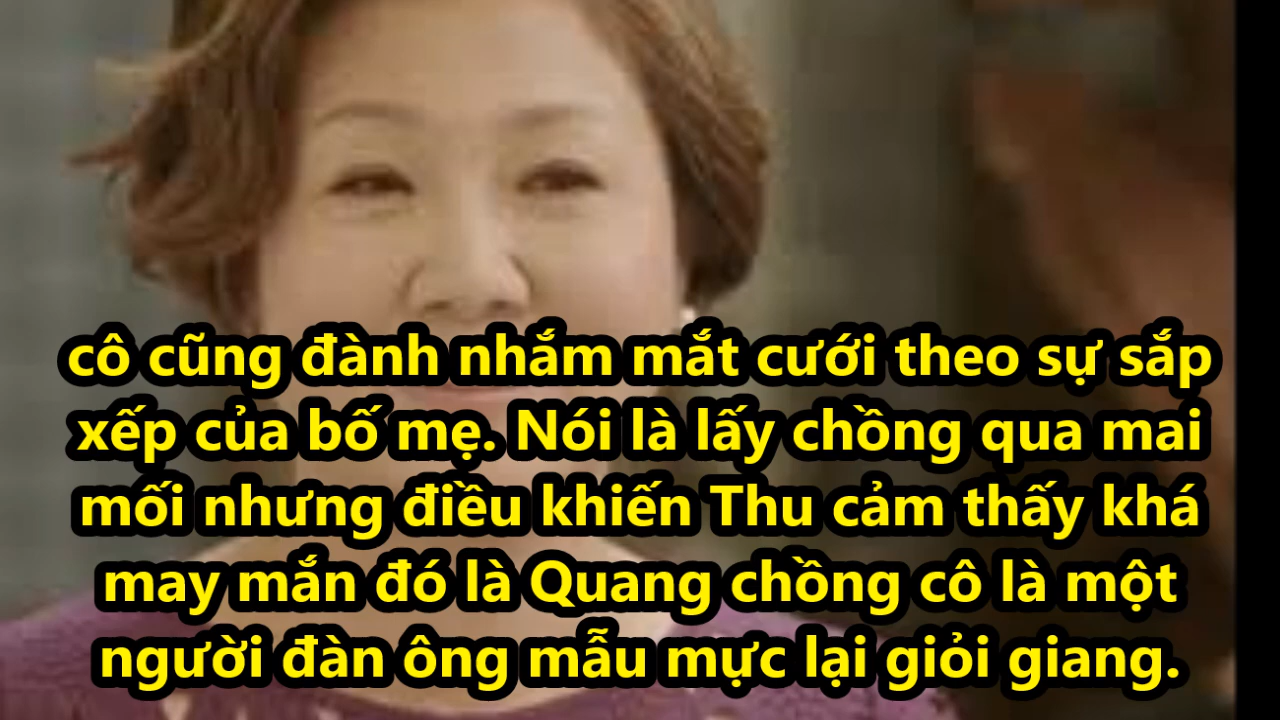 cô cũng đành nhắm mắt cưới theo sự sắp
xếp của bố mẹ. Nói là lấy chồng qua mai
mối nhưng điều khiến Thu cảm thấy khá
may mắn đó là Quang chồng cô là một
người đàn ông mẫu mực lại giỏi giang.